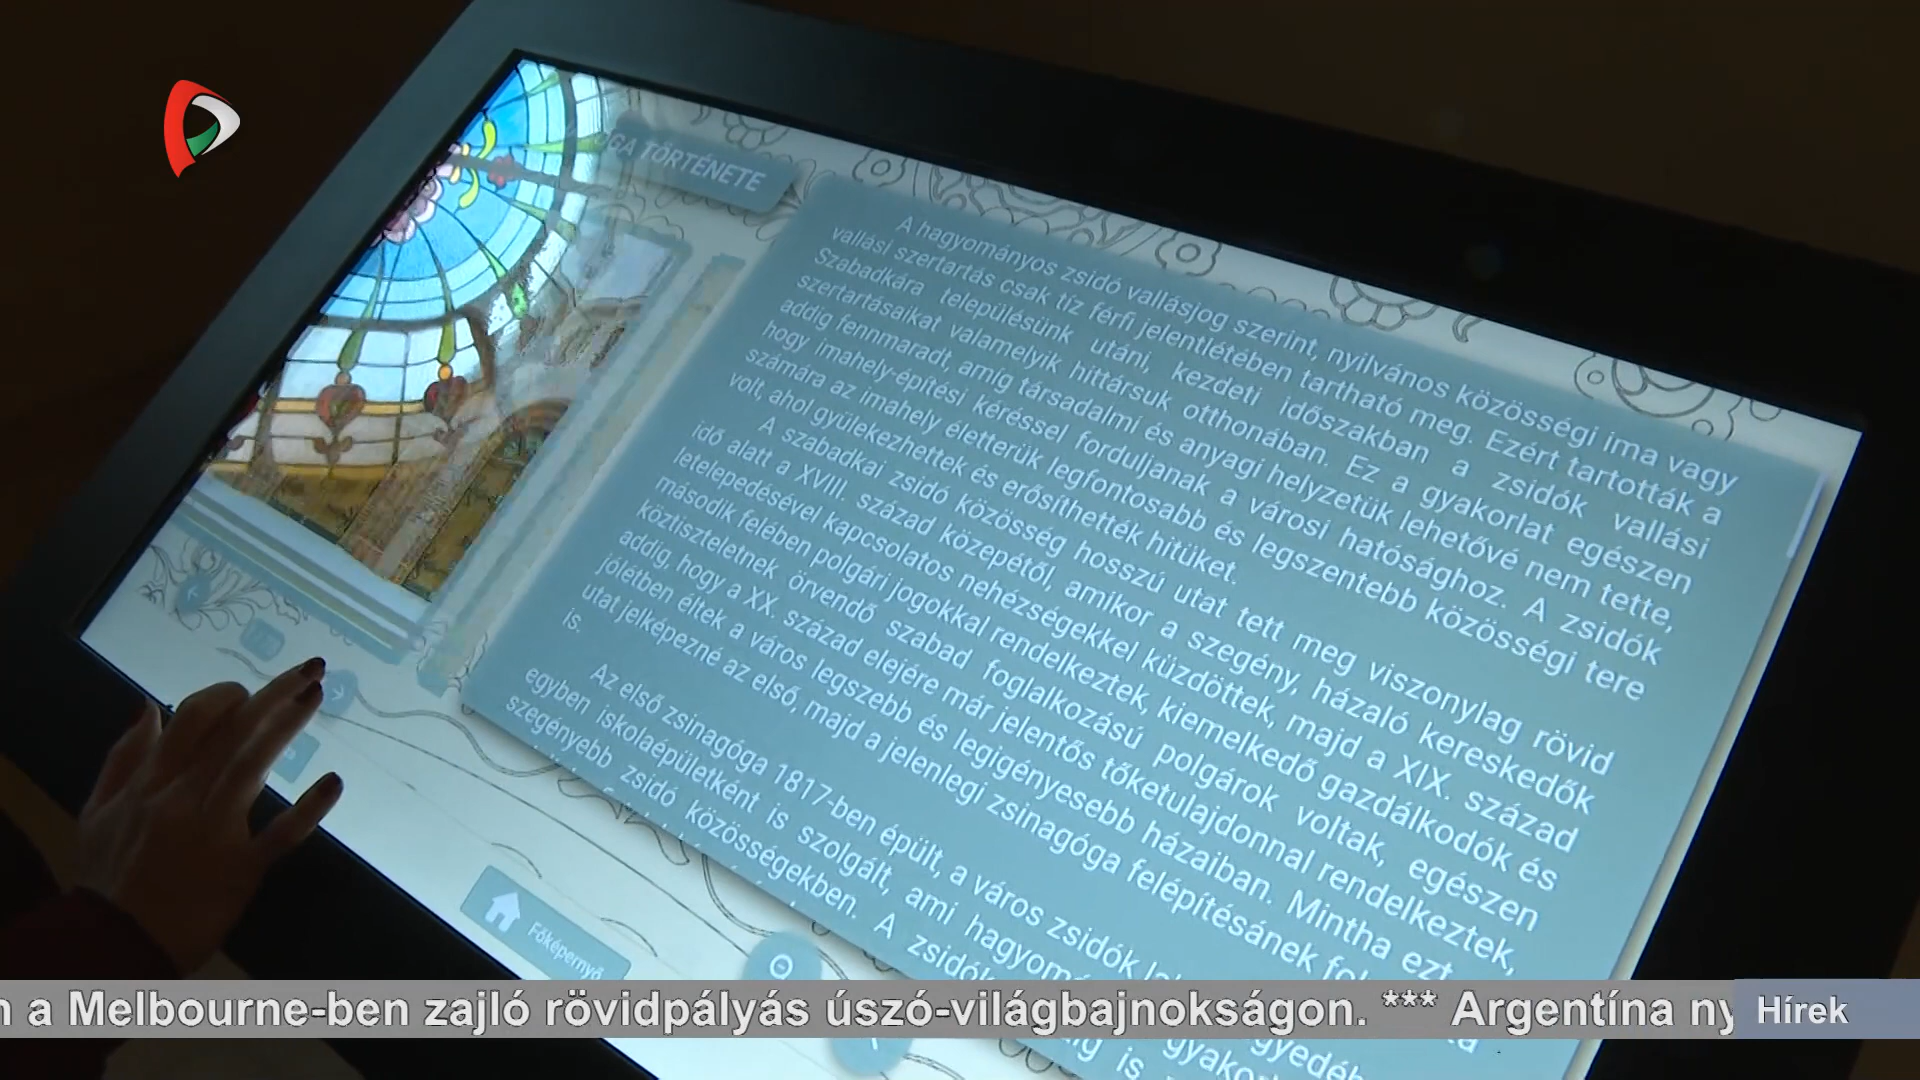 GA TÖRTÉNETE
A hagyományos zsidó vallásjog szerint, nyilvános közösségi ima vagy
vallási szertartás csak tíz férfi jelentlétében tartható meg. Ezért tartották a
Szabadkára településünk utáni, kezdeti időszakban a zsidók vallási
szertartásaikat valamelyik hittársuk otthonában. Ez a gyakorlat egészen
addig fennmaradt, amíg társadalmi és anyagi helyzetük lehetővé nem tette,
hogy imahely-építési kéréssel forduljanak a városi hatósághoz. A zsidók
számára az imahely életterük legfontosabb és legszentebb közösségi tere
volt, ahol gyülekezhettek és erősíthették hitüket.
A szabadkai zsidó közösség hosszú utat tett meg viszonylag rövid
idő alatt a XVIII. század közepétől, amikor a szegény, házaló kereskedők
letelepedésével kapcsolatos nehézségekkel küzdöttek, majd a XIX. század
második felében polgári jogokkal rendelkeztek, kiemelkedő gazdálkodók és
köztiszteletnek örvendő szabad foglalkozású polgárok voltak, egészen
addig, hogy a XX. század elejére már jelentős tőketulajdonnal rendelkeztek,
jólétben éltek a város legszebb és legigényesebb házaiban. Mintha ezt
utat jelképezné az első, majd a jelenlegi zsinagóga felépítésének
is.
Az első zsinagóga 1817-ben épült, a város zsidók
egyben iskolaépületként is szolgált, ami
szegényebb zsidó közösségekben. A
is
Főképernyő
n a Melbourne-ben zajló rövidpályás úszó-világbajnokságon. *** Argentína ny
Hírek